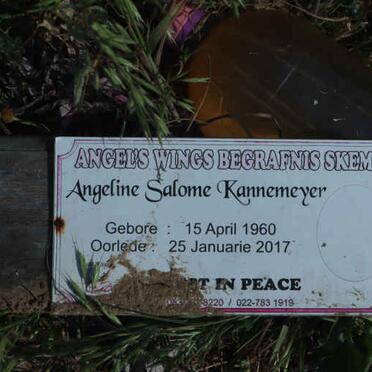 ANGEL'S WINGS BEGRAFNIS SKEM
Angeline Salome Kannemeyer
Gebore : 15 April 1960
Oorlede : 25 Januarie 2017
IN PEACE
8220 / 022-783 1919